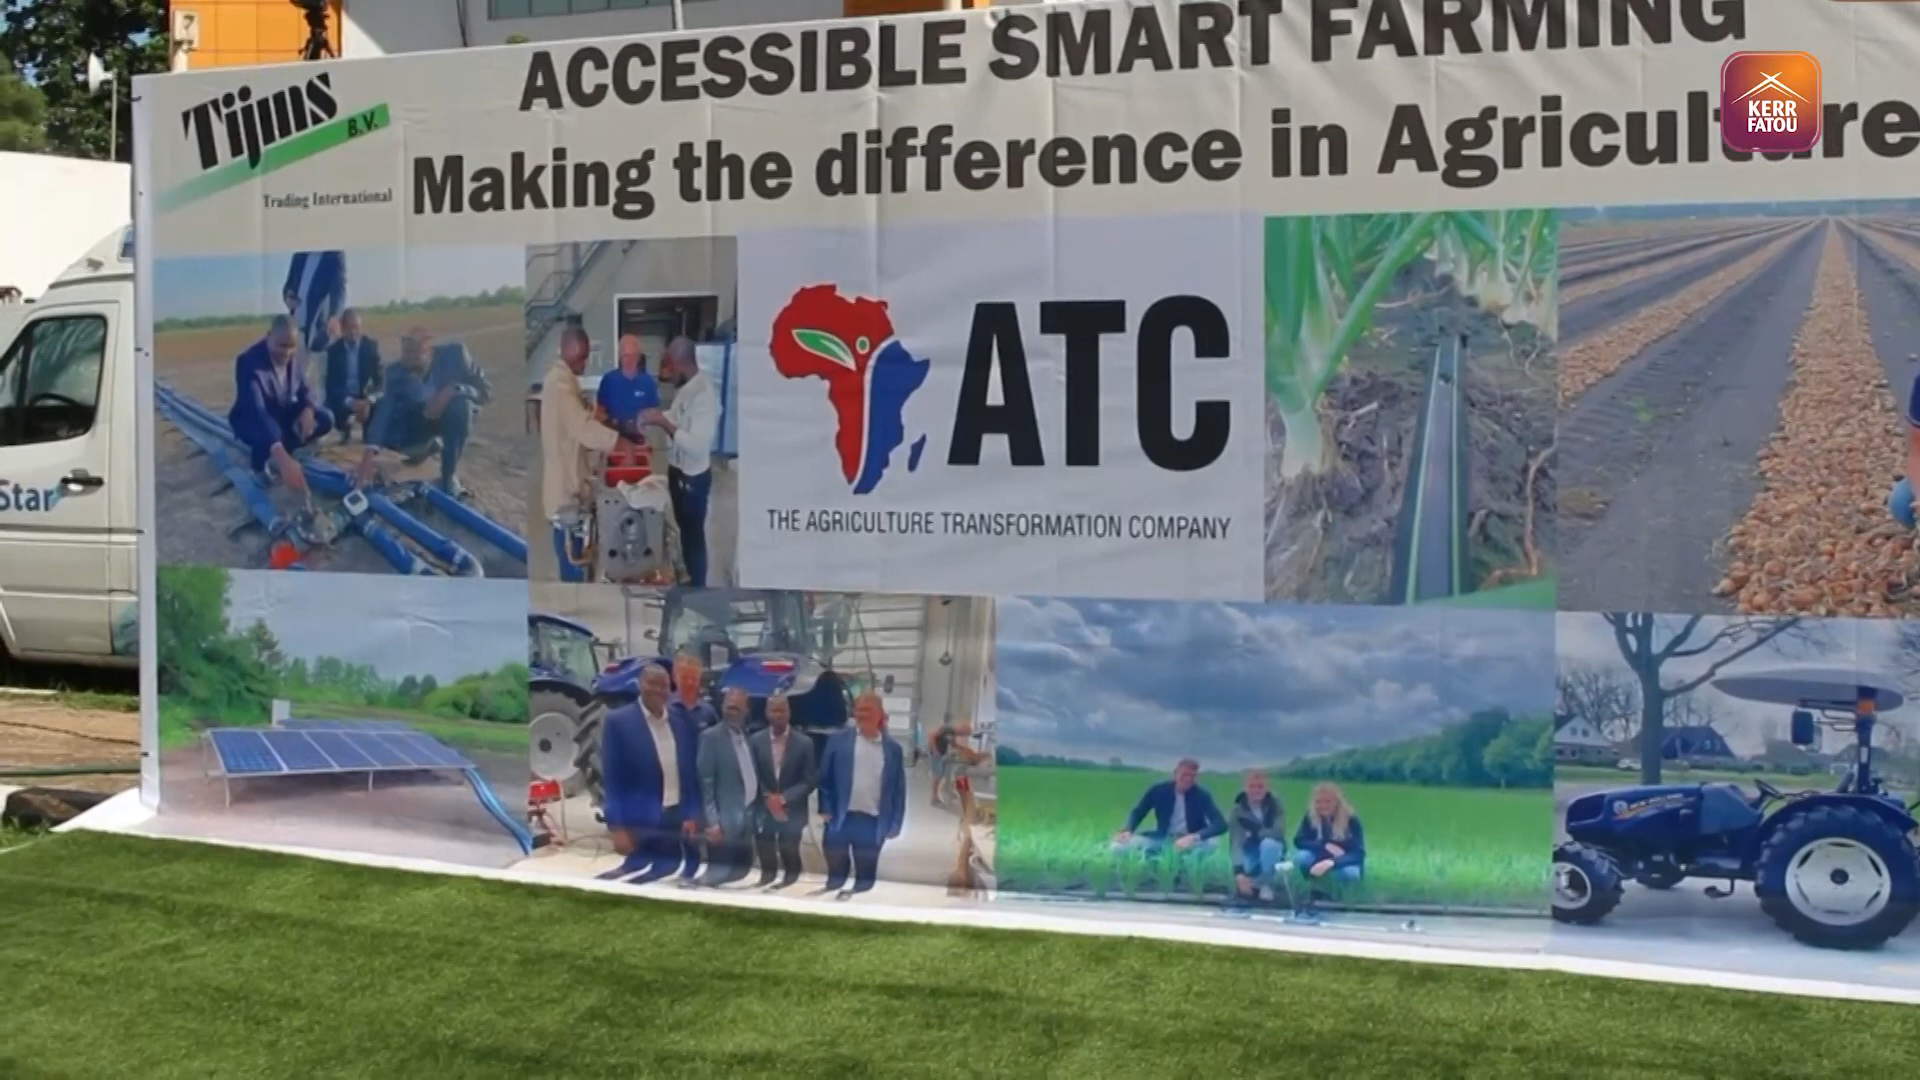 ACCESSIBLE SMART FARMING
Tijms
B.V.
Trading International
Making the difference in Agriculture
KERR
FATOU
ATC
THE AGRICULTURE TRANSFORMATION COMPANY
Star